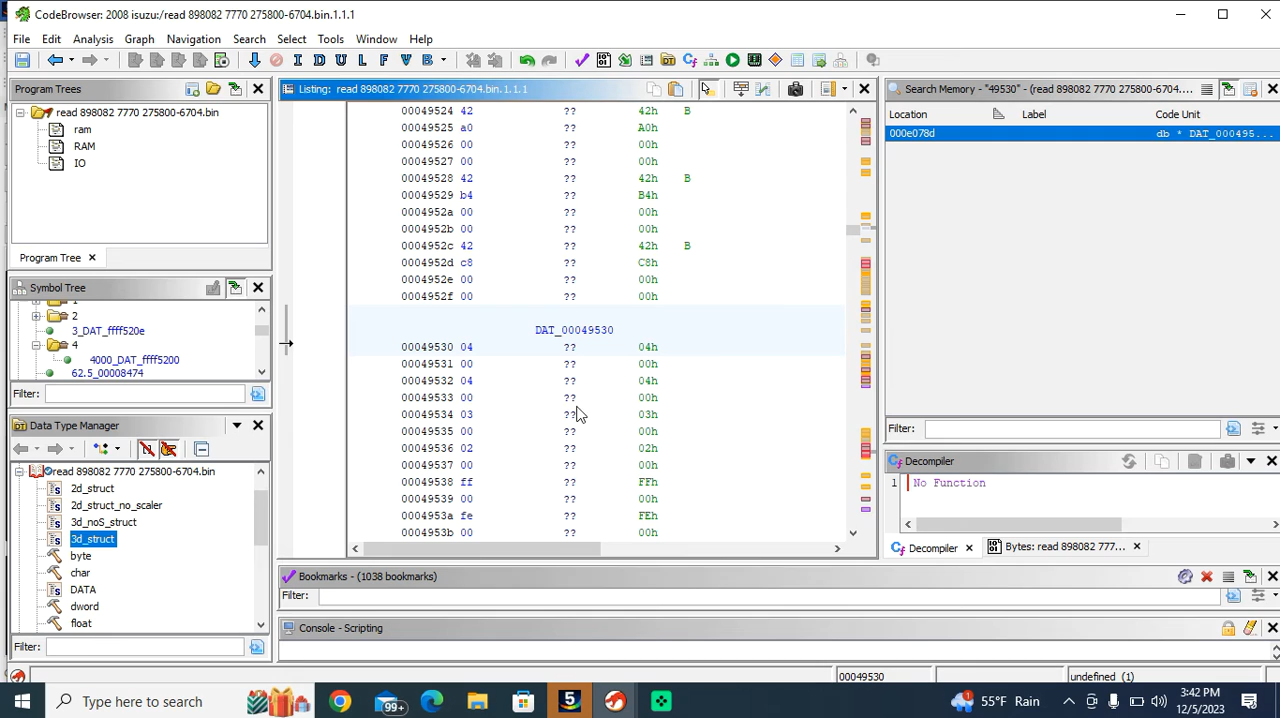 CodeBrowser: 2008 isuzu:/read 898082 7770 275800-6704.bin.1.1.1
File Edit Analysis Graph Navigation Search Select Tools Window Help
I D U L F V B
Program Trees
read 898082 7770 275800-6704.bin
ram
RAM
IO
Program Tree
Symbol Tree
2
3_DAT_ffff520e
4
4000_DAT_ffff5200
62.5_00008474
Filter:
Data Type Manager
read 898082 7770 275800-6704.bin
2d_struct
2d_struct_no_scaler
3d_noS_struct
3d_struct
byte
char
DATA
dword
float
Filter:
Listing: read 898082 7770 275800-6704.bin.1.1.1
00049524 42 ?? 42h B
00049525 a0 ?? A0h
00049526 00 ?? 00h
00049527 00 ?? 00h
00049528 42 ?? 42h B
00049529 b4 ?? B4h
0004952a 00 ?? 00h
0004952b 00 ?? 00h
0004952c 42 ?? 42h B
0004952d c8 ?? C8h
0004952e 00 ?? 00h
0004952f 00 ?? 00h
DAT_00049530
00049530 04 ?? 04h
00049531 00 ?? 00h
00049532 04 ?? 04h
00049533 00 ?? 00h
00049534 03 ?? 03h
00049535 00 ?? 00h
00049536 02 ?? 02h
00049537 00 ?? 00h
00049538 ff ?? FFh
00049539 00 ?? 00h
0004953a fe ?? FEh
0004953b 00 ?? 00h
Search Memory - "49530" - (read 898082 7770 275800-6704....
Location Label Code Unit
000e078d db * DAT_000495...
Filter:
Decompiler
1 No Function
Decompiler Bytes: read 898082 777...
Bookmarks - (1038 bookmarks)
Filter:
Console - Scripting
00049530 undefined (1)
Type here to search
99+
5
1
55°F Rain
3:42 PM
12/5/2023